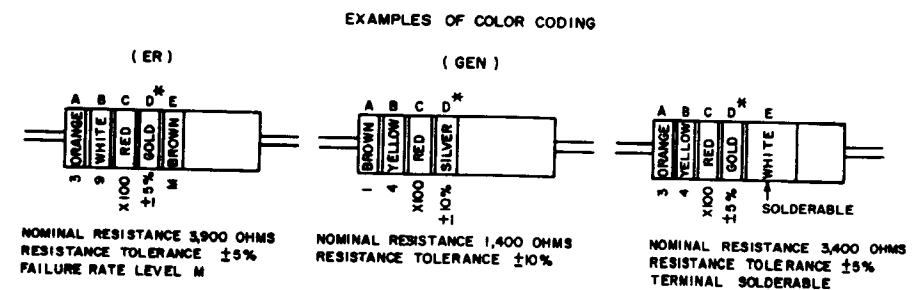 EXAMPLES OF COLOR CODING
(ER)
A B C D* E
ORANGE WHITE RED GOLD BROWN
3 9 X100 ±5% M
NOMINAL RESISTANCE 3,900 OHMS
RESISTANCE TOLERANCE ±5%
FAILURE RATE LEVEL M
(GEN)
A B C D*
BROWN YELLOW RED SILVER
1 4 X100 ±10%
NOMINAL RESISTANCE 1,400 OHMS
RESISTANCE TOLERANCE ±10%
A B C D* E
ORANGE YELLOW RED GOLD WHITE
3 4 X100 ±5%
SOLDERABLE
NOMINAL RESISTANCE 3,400 OHMS
RESISTANCE TOLERANCE ±5%
TERMINAL SOLDERABLE